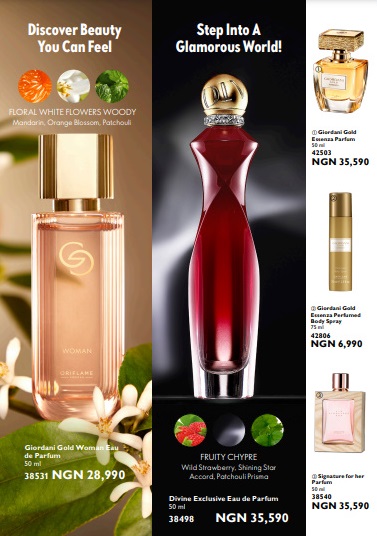 Discover Beauty
You Can Feel
FLORAL WHITE FLOWERS WOODY
Mandarin, Orange Blossom, Patchouli
WOMAN
ORIFLAME
Giordani Gold Woman Eau
de Parfum
50 ml
38531 NGN 28,990
Step Into A
Glamorous World!
FRUITY CHYPRE
Wild Strawberry, Shining Star
Accord, Patchouli Prisma
Divine Exclusive Eau de Parfum
50 ml
38498 NGN 35,590
① Giordani Gold
Essenza Parfum
50 ml
42503
NGN 35,590
② Giordani Gold
Essenza Perfumed
Body Spray
75 ml
42806
NGN 6,990
③ Signature for her
Parfum
50 ml
38540
NGN 35,590